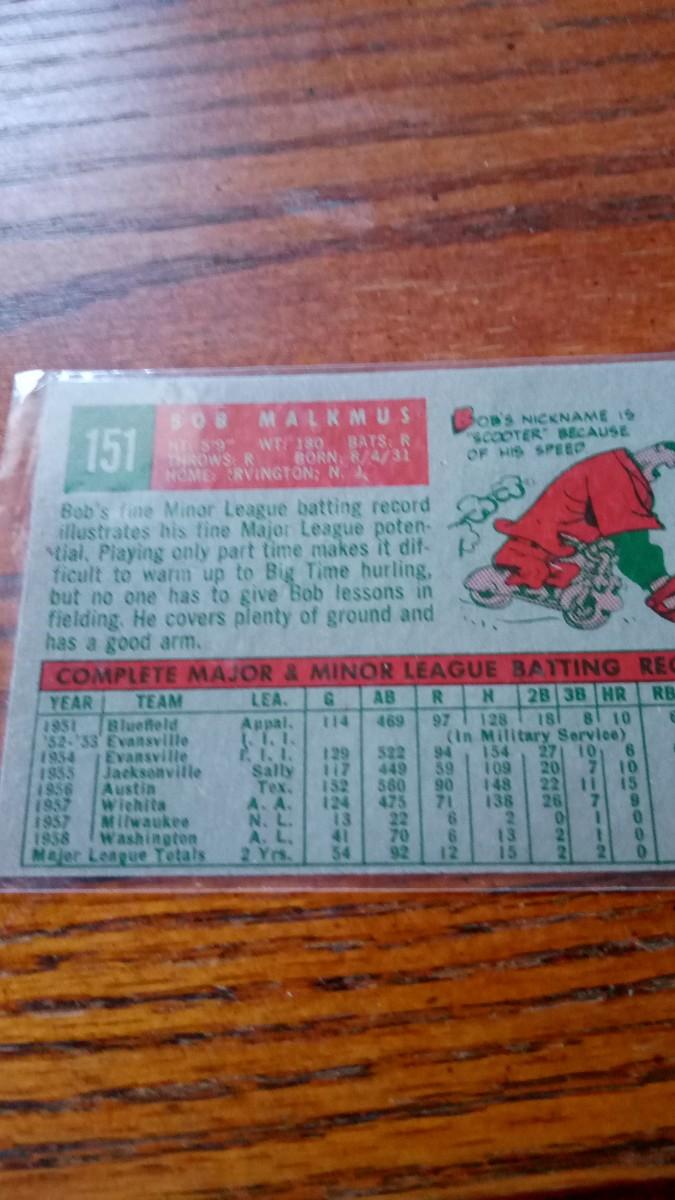 151
BOB MALKMUS
HT: 5'9" WT: 180 BATS: R
THROWS: R BORN: 8/4/31
HOME: IRVINGTON, N. J.
BOB'S NICKNAME IS
"SCOOTER" BECAUSE
OF HIS SPEED
Bob's fine Minor League batting record
illustrates his fine Major League poten-
tial. Playing only part time makes it dif-
ficult to warm up to Big Time hurling,
but no one has to give Bob lessons in
fielding. He covers plenty of ground and
has a good arm.
COMPLETE MAJOR & MINOR LEAGUE BATTING REC
YEAR TEAM LEA. G AB R H 2B 3B HR RB
1951 Bluefield Appal. 114 469 97 128 18 8 10
'52-'53 Evansville I. I. I. (In Military Service)
1954 Evansville I. I. I. 129 522 94 154 27 10 6
1955 Jacksonville Sally 117 449 59 109 20 7 10
1956 Austin Tex. 152 560 90 148 22 11 15
1957 Wichita A. A. 124 475 71 138 26 7 9
1957 Milwaukee N. L. 13 22 6 2 0 1 0
1958 Washington A. L. 41 70 6 13 2 1 0
Major League Totals 2 Yrs. 54 92 12 15 2 2 0